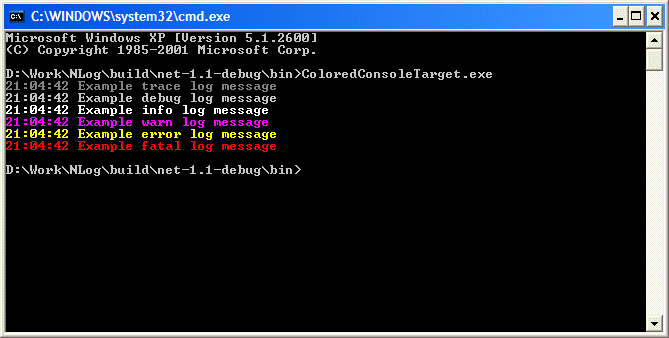 C:\WINDOWS\system32\cmd.exe
Microsoft Windows XP [Version 5.1.2600]
(C) Copyright 1985-2001 Microsoft Corp.
D:\Work\NLog\build\net-1.1-debug\bin>ColoredConsoleTarget.exe
21:04:42 Example trace log message
21:04:42 Example debug log message
21:04:42 Example info log message
21:04:42 Example warn log message
21:04:42 Example error log message
21:04:42 Example fatal log message
D:\Work\NLog\build\net-1.1-debug\bin>